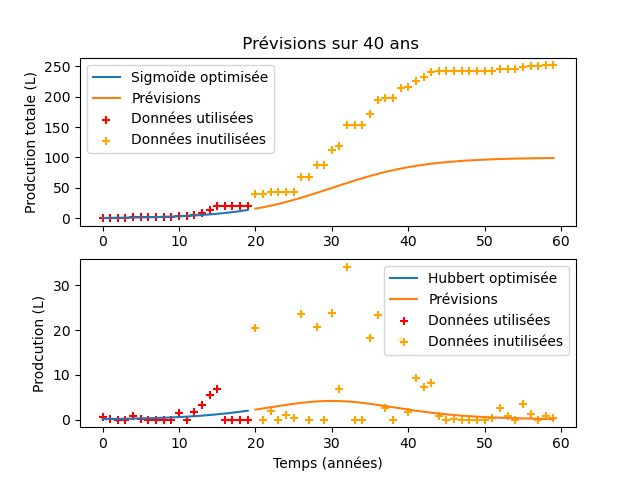 Prévisions sur 40 ans
Prodcution totale (L)
250
200
150
100
50
0
Sigmoïde optimisée
Prévisions
Données utilisées
Données inutilisées
0 10 20 30 40 50 60
Prodcution (L)
30
20
10
0
Hubbert optimisée
Prévisions
Données utilisées
Données inutilisées
0 10 20 30 40 50 60
Temps (années)